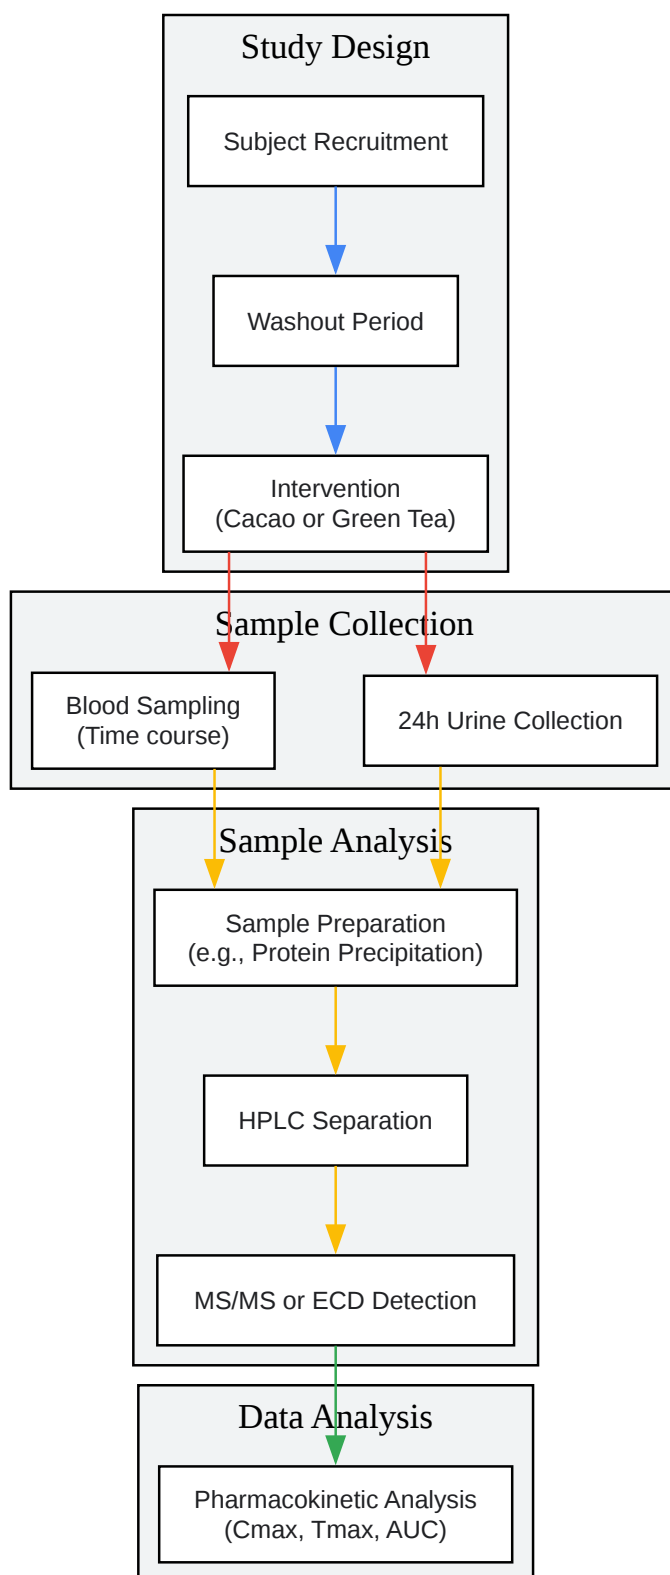 Study Design
Subject Recruitment
Washout Period
Intervention
(Cacao or Green Tea)
Sample Collection
Blood Sampling
(Time course)
24h Urine Collection
Sample Analysis
Sample Preparation
(e.g., Protein Precipitation)
HPLC Separation
MS/MS or ECD Detection
Data Analysis
Pharmacokinetic Analysis
(Cmax, Tmax, AUC)